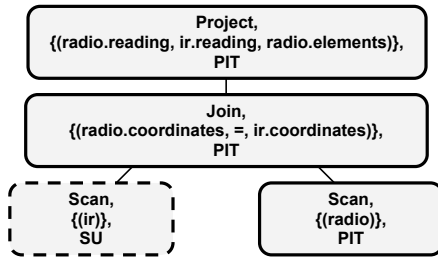 Project,
{(radio.reading, ir.reading, radio.elements)},
PIT
Join,
{(radio.coordinates, =, ir.coordinates)},
PIT
Scan,
{(ir)},
SU
Scan,
{(radio)},
PIT